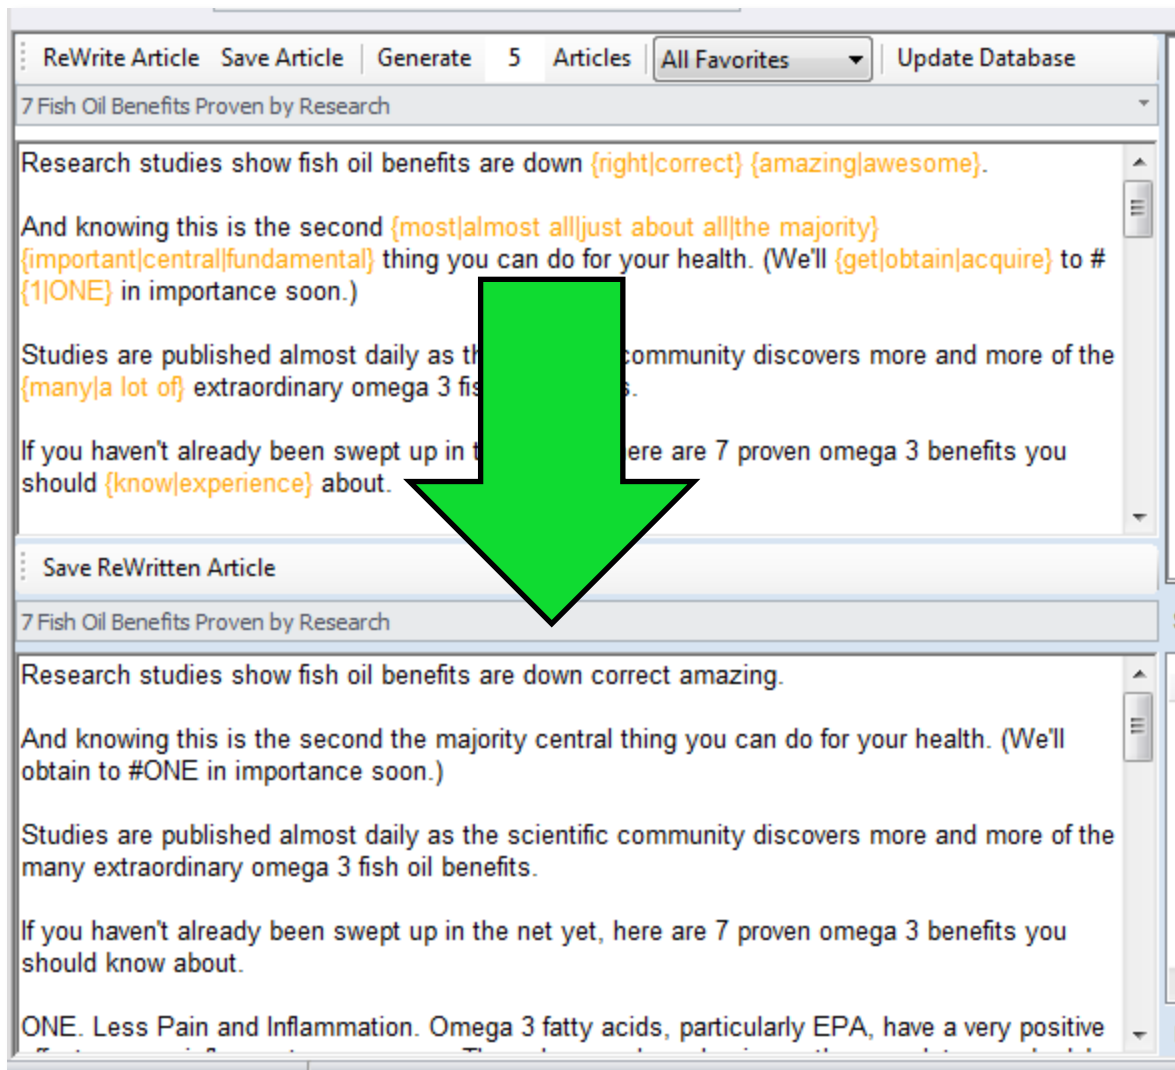 ReWrite Article Save Article Generate 5 Articles All Favorites Update Database
7 Fish Oil Benefits Proven by Research
Research studies show fish oil benefits are down {right|correct} {amazing|awesome}.
And knowing this is the second {most|almost all|just about all|the majority}
{important|central|fundamental} thing you can do for your health. (We'll {get|obtain|acquire} to #
{1|ONE} in importance soon.)
Studies are published almost daily as community discovers more and more of the
{many|a lot of} extraordinary omega 3
If you haven't already been swept up in here are 7 proven omega 3 benefits you
should {know|experience} about.
Save ReWritten Article
7 Fish Oil Benefits Proven by Research
Research studies show fish oil benefits are down correct amazing.
And knowing this is the second the majority central thing you can do for your health. (We'll
obtain to #ONE in importance soon.)
Studies are published almost daily as the scientific community discovers more and more of the
many extraordinary omega 3 fish oil benefits.
If you haven't already been swept up in the net yet, here are 7 proven omega 3 benefits you
should know about.
ONE. Less Pain and Inflammation. Omega 3 fatty acids, particularly EPA, have a very positive